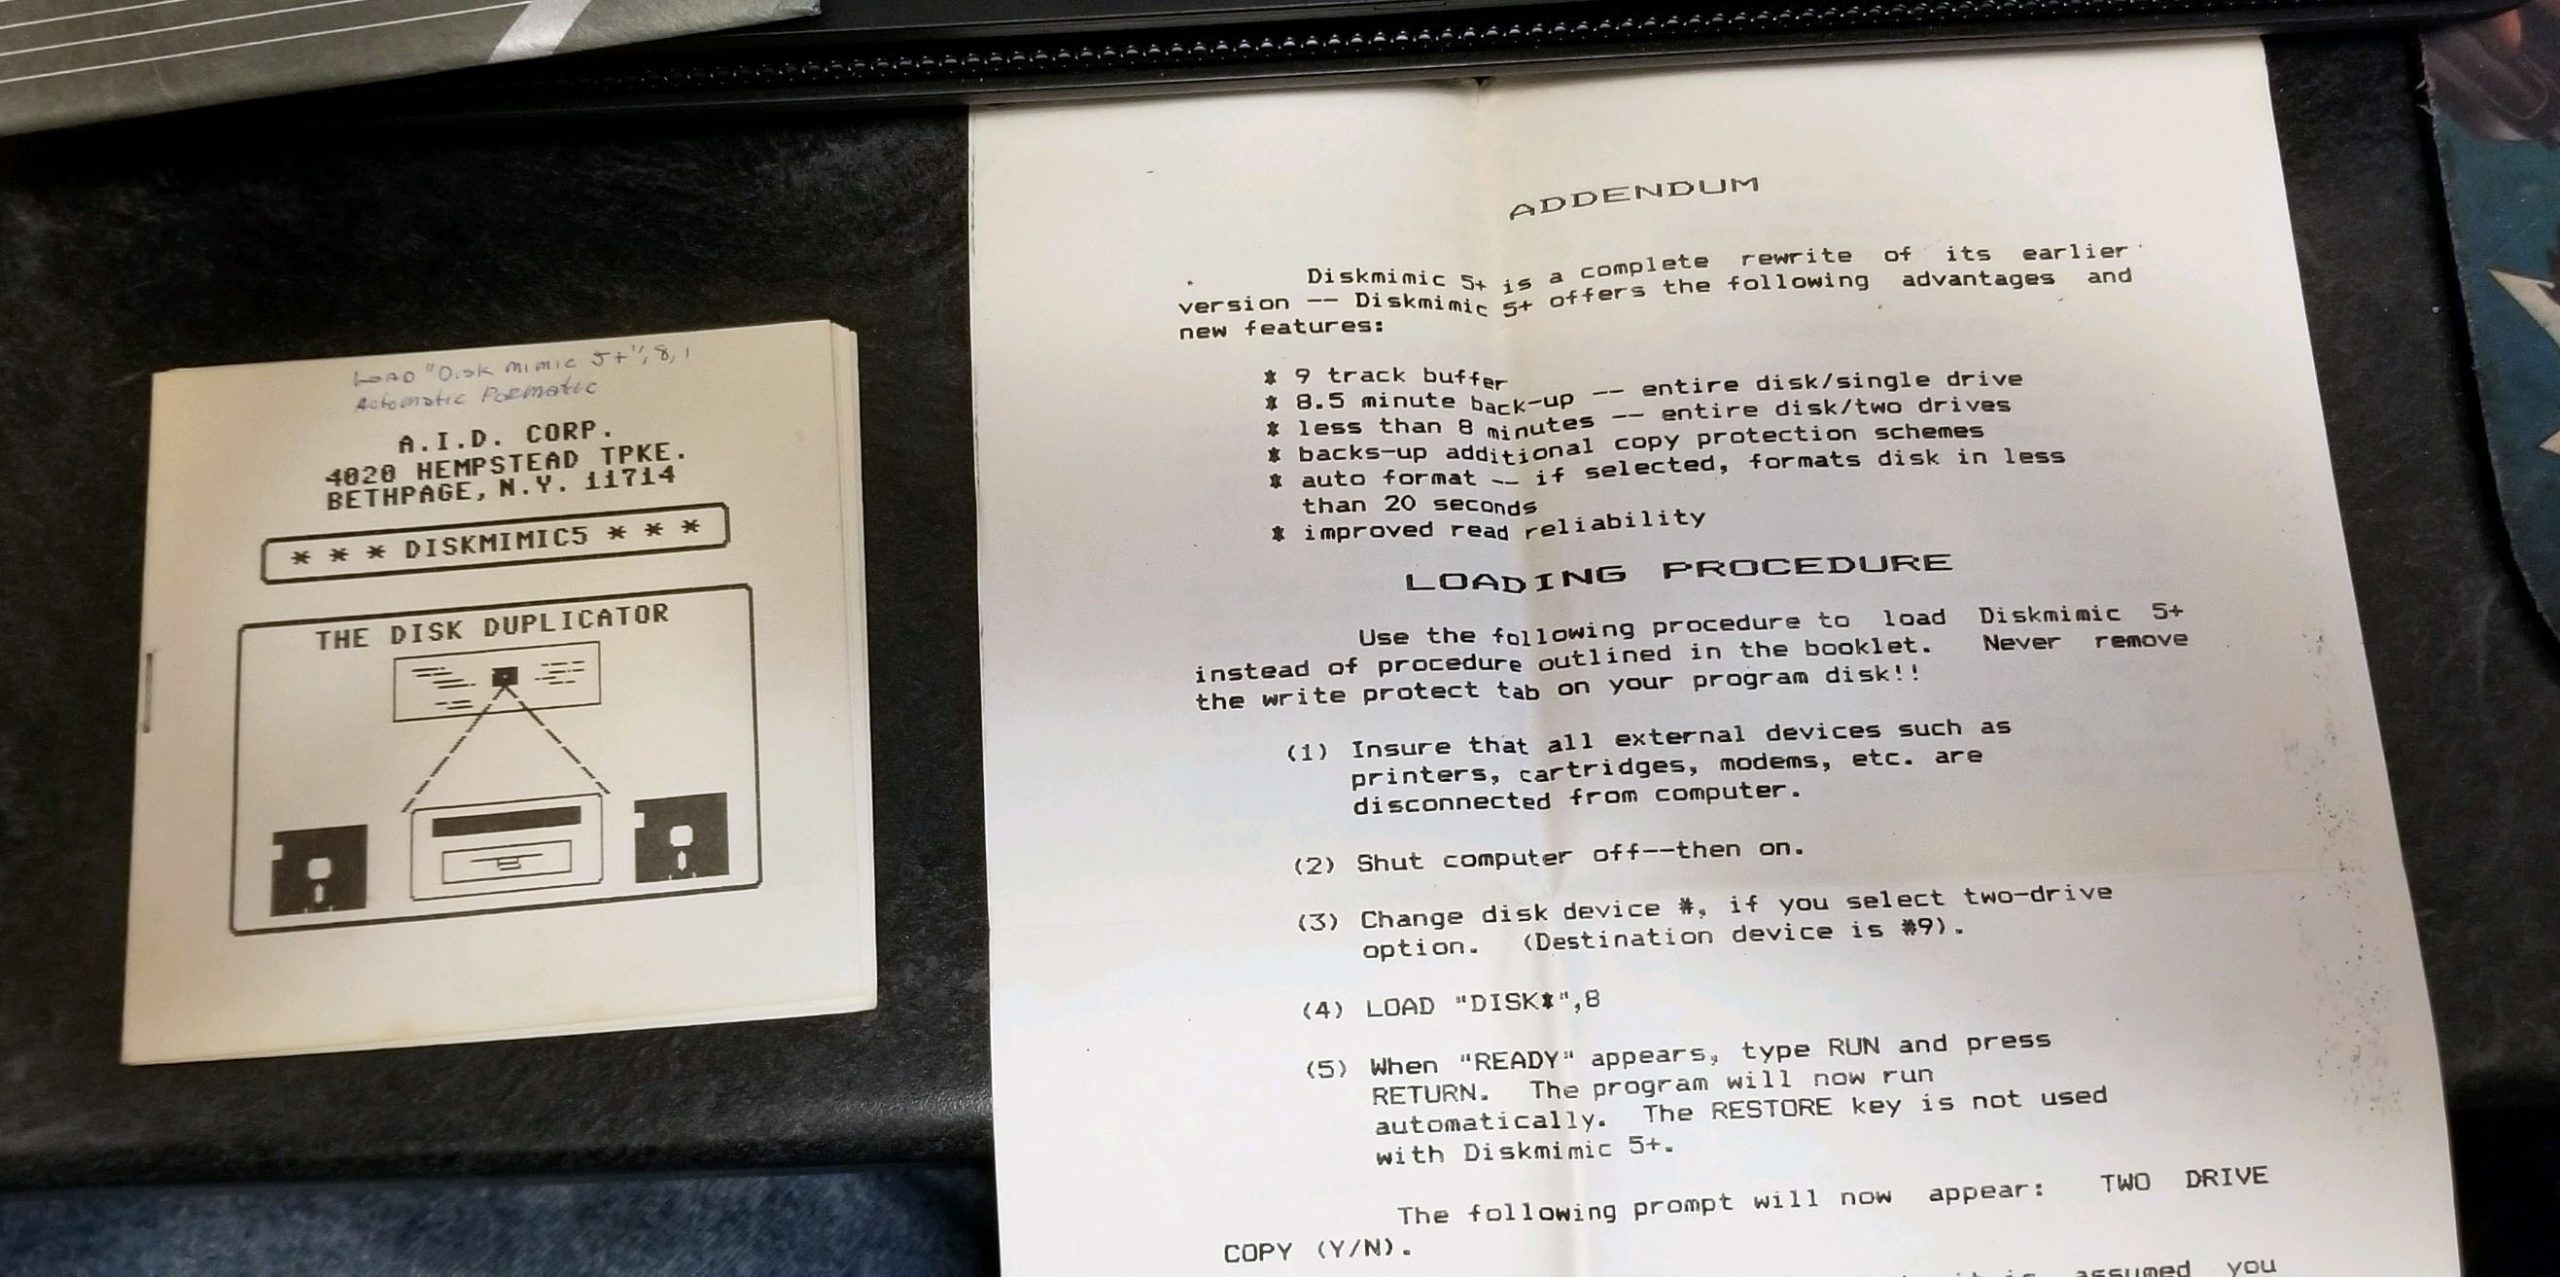 LOAD "Disk mimic 5+",8,1
Automatic
A.I.D. CORP.
4020 HEMPSTEAD TPKE.
BETHPAGE, N.Y. 11714
* * * DISKMIMIC5 * * *
THE DISK DUPLICATOR
ADDENDUM
Diskmimic 5+ is a complete rewrite of its earlier
version -- Diskmimic 5+ offers the following advantages and
new features:
* 9 track buffer
* 8.5 minute back-up -- entire disk/single drive
* less than 8 minutes -- entire disk/two drives
* backs-up additional copy protection schemes
* auto format -- if selected, formats disk in less
than 20 seconds
* improved read reliability
LOADING PROCEDURE
Use the following procedure to load Diskmimic 5+
instead of procedure outlined in the booklet. Never remove
the write protect tab on your program disk!!
(1) Insure that all external devices such as
printers, cartridges, modems, etc. are
disconnected from computer.
(2) Shut computer off--then on.
(3) Change disk device #, if you select two-drive
option. (Destination device is #9).
(4) LOAD "DISK*",8
(5) When "READY" appears, type RUN and press
RETURN. The program will now run
automatically. The RESTORE key is not used
with Diskmimic 5+.
The following prompt will now appear: TWO DRIVE
COPY (Y/N).
assumed you